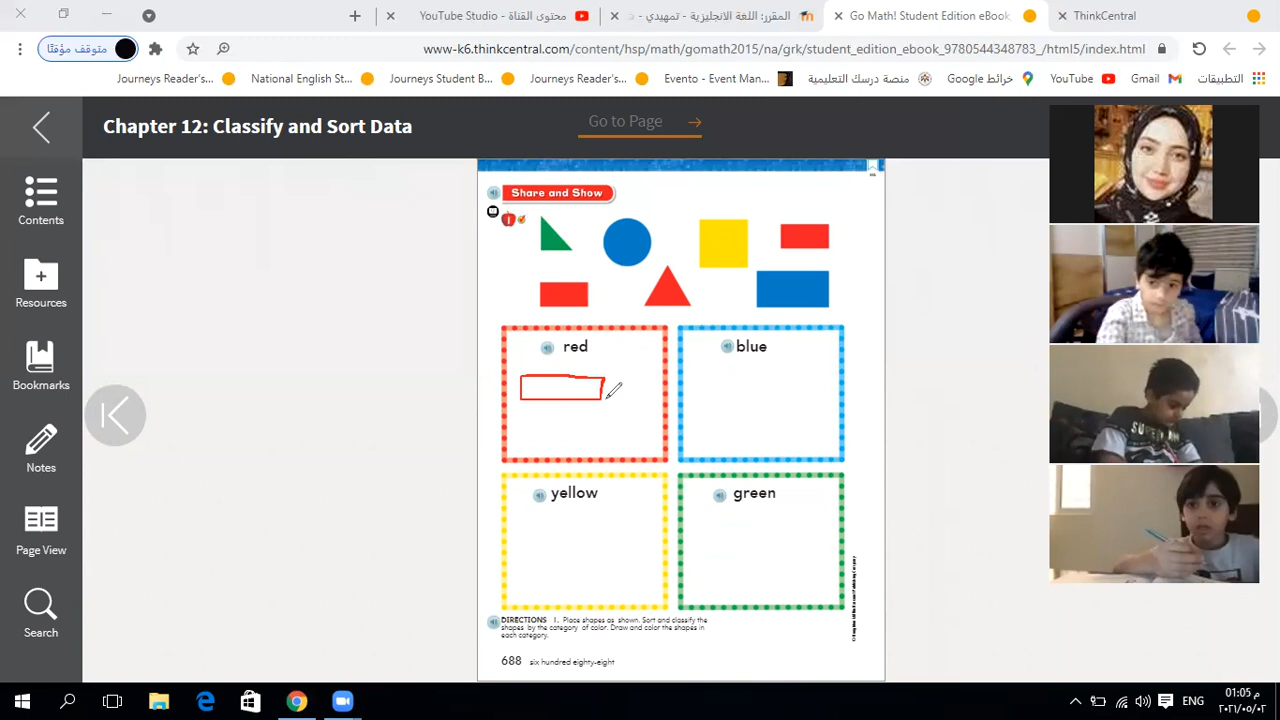 YouTube Studio - محتوى القناة
المقرر: اللغة الانجليزية - تمهيدي
Go Math! Student Edition eBook,
ThinkCentral
متوقف مؤقتًا
www-k6.thinkcentral.com/content/hsp/math/gomath2015/na/gk/student_edition_ebook_9780544348783_/html5/index.html
Journeys Reader's...
National English St...
Journeys Student B...
Journeys Reader's...
Evento - Event Man...
منصة درسك التعليمية
خرائط Google
YouTube
Gmail
التطبيقات
Chapter 12: Classify and Sort Data
Go to Page
Contents
Resources
Bookmarks
Notes
Page View
Search
Share and Show
1
red
blue
yellow
green
DIRECTIONS 1. Place shapes as shown. Sort and classify the
shapes by the category of color. Draw and color the shapes in
each category.
688 six hundred eighty-eight
ENG
01:05 م
٢٠٢١/٠٥/٠٢